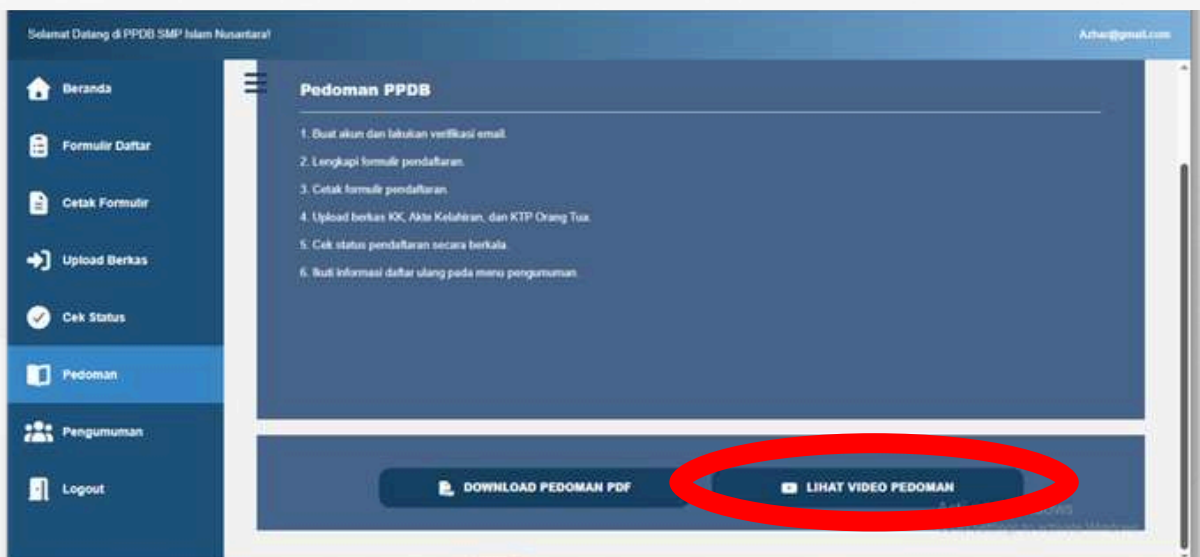 Selamat Datang di PPDB SMP Islam Nusantara!
Azhar@gmail.com
Beranda
Formulir Daftar
Cetak Formulir
Upload Berkas
Cek Status
Pedoman
Pengumuman
Logout
Pedoman PPDB
1. Buat akun dan lakukan verifikasi email.
2. Lengkapi formulir pendaftaran.
3. Cetak formulir pendaftaran.
4. Upload berkas KK, Akte Kelahiran, dan KTP Orang Tua.
5. Cek status pendaftaran secara berkala.
6. Ikuti informasi daftar ulang pada menu pengumuman.
DOWNLOAD PEDOMAN PDF
LIHAT VIDEO PEDOMAN
to activate Windows.